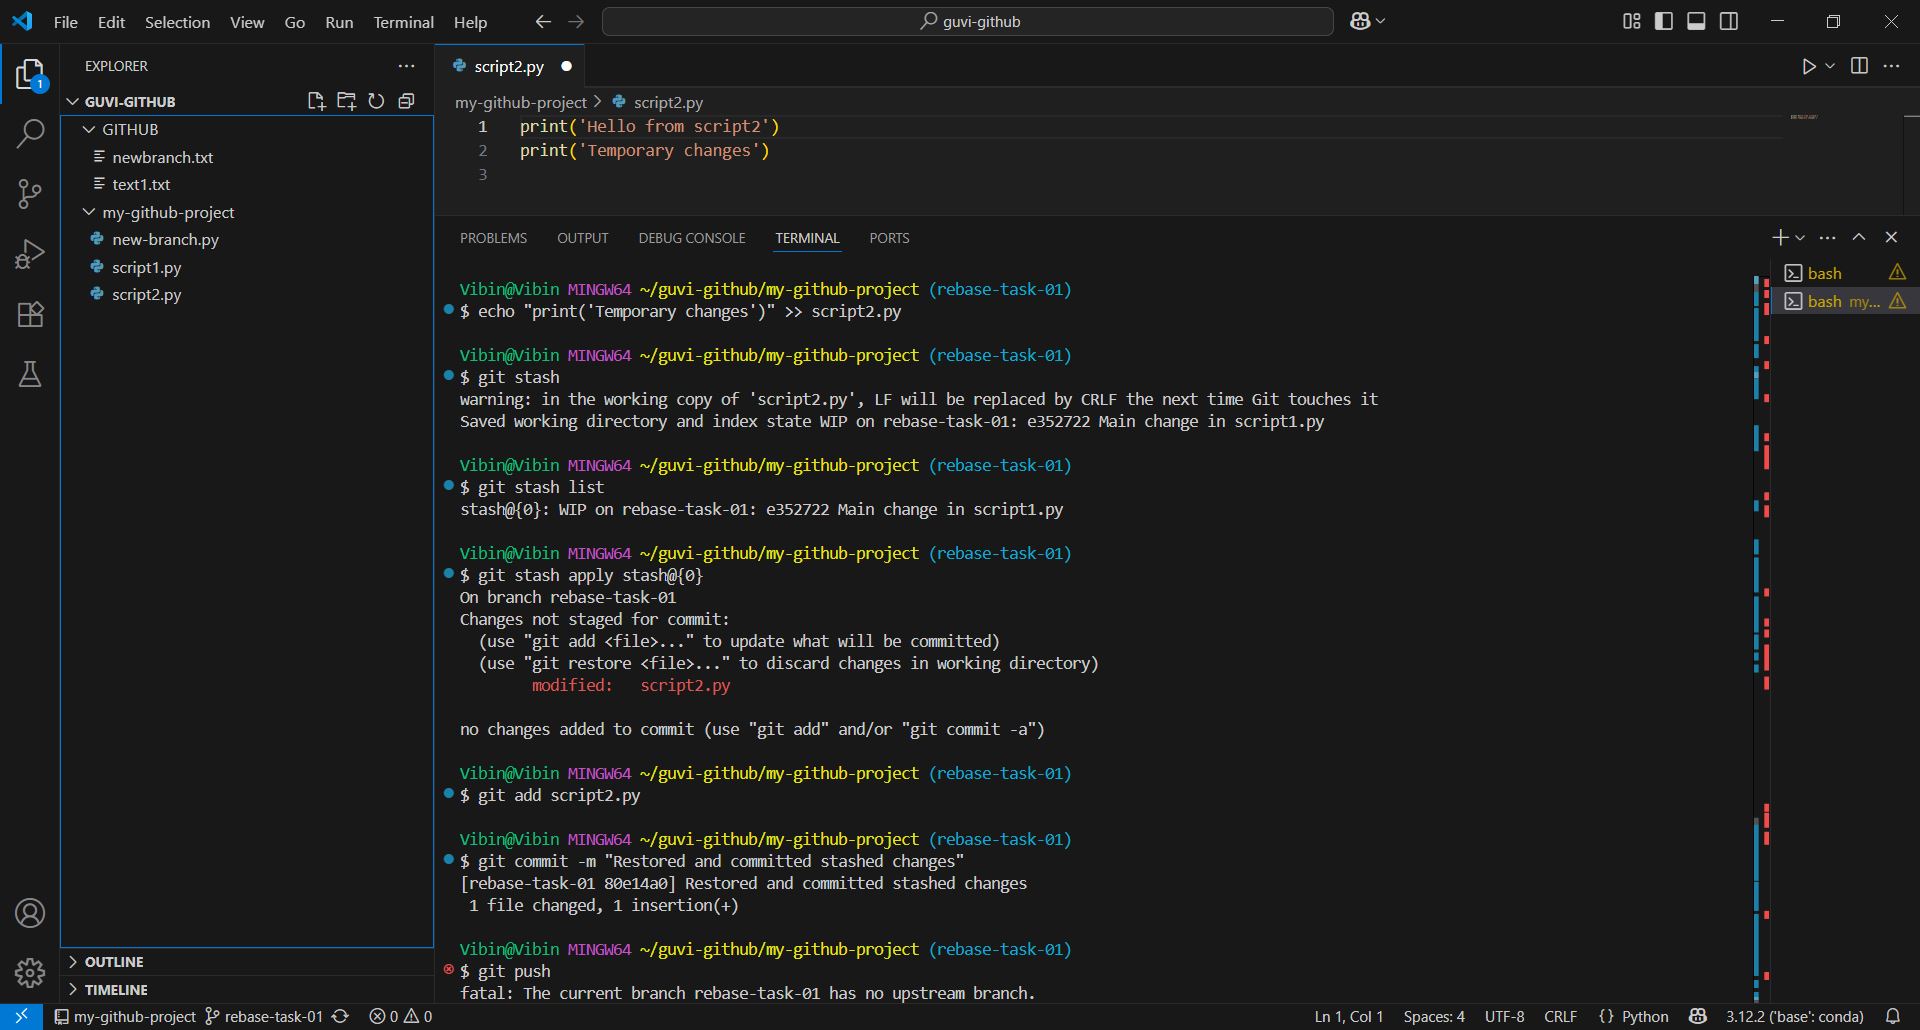 File Edit Selection View Go Run Terminal Help
guvi-github
1
EXPLORER
GUVI-GITHUB
GITHUB
newbranch.txt
text1.txt
my-github-project
new-branch.py
script1.py
script2.py
OUTLINE
TIMELINE
script2.py
my-github-project > script2.py
1 print('Hello from script2')
2 print('Temporary changes')
3
PROBLEMS OUTPUT DEBUG CONSOLE TERMINAL PORTS
bash
bash my...
Vibin@Vibin MINGW64 ~/guvi-github/my-github-project (rebase-task-01)
$ echo "print('Temporary changes')" >> script2.py
Vibin@Vibin MINGW64 ~/guvi-github/my-github-project (rebase-task-01)
$ git stash
warning: in the working copy of 'script2.py', LF will be replaced by CRLF the next time Git touches it
Saved working directory and index state WIP on rebase-task-01: e352722 Main change in script1.py
Vibin@Vibin MINGW64 ~/guvi-github/my-github-project (rebase-task-01)
$ git stash list
stash@{0}: WIP on rebase-task-01: e352722 Main change in script1.py
Vibin@Vibin MINGW64 ~/guvi-github/my-github-project (rebase-task-01)
$ git stash apply stash@{0}
On branch rebase-task-01
Changes not staged for commit:
(use "git add <file>..." to update what will be committed)
(use "git restore <file>..." to discard changes in working directory)
modified: script2.py
no changes added to commit (use "git add" and/or "git commit -a")
Vibin@Vibin MINGW64 ~/guvi-github/my-github-project (rebase-task-01)
$ git add script2.py
Vibin@Vibin MINGW64 ~/guvi-github/my-github-project (rebase-task-01)
$ git commit -m "Restored and committed stashed changes"
[rebase-task-01 80e14a0] Restored and committed stashed changes
1 file changed, 1 insertion(+)
Vibin@Vibin MINGW64 ~/guvi-github/my-github-project (rebase-task-01)
$ git push
fatal: The current branch rebase-task-01 has no upstream branch.
my-github-project rebase-task-01 0 0 Ln 1, Col 1 Spaces: 4 UTF-8 CRLF {} Python 3.12.2 ('base': conda)